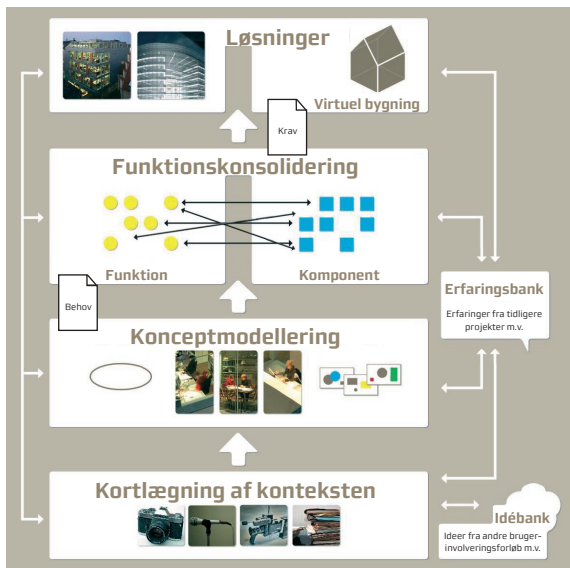 Løsninger
Virtuel bygning
Krav
Funktionskonsolidering
Funktion
Komponent
Behov
Erfaringsbank
Erfaringer fra tidligere
projekter m.v.
Konceptmodellering
Kortlægning af konteksten
Idébank
Ideer fra andre bruger-
involveringsforløb m.v.